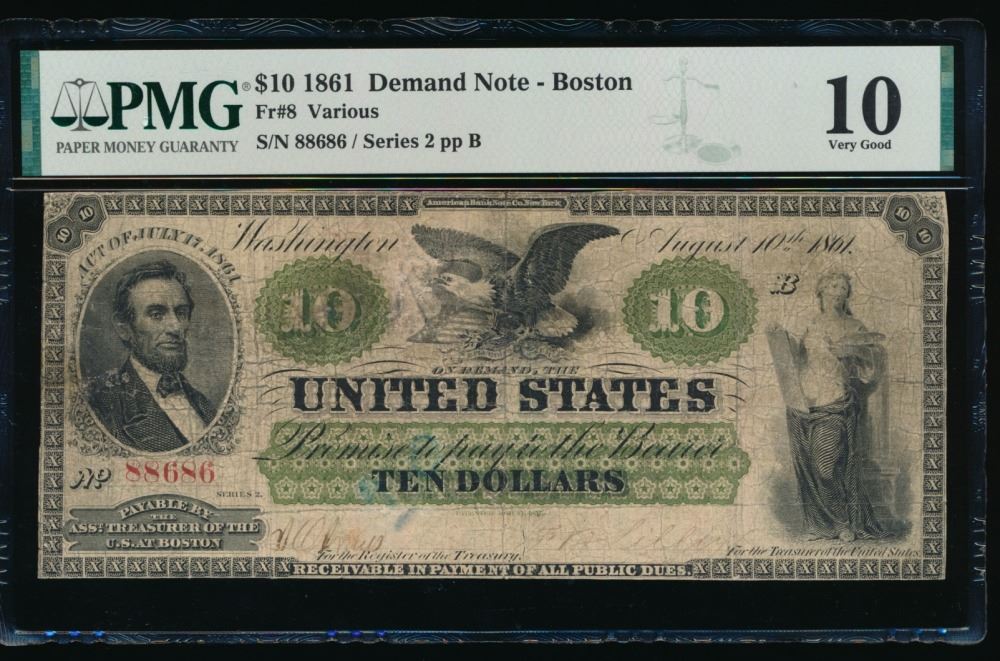 PMG®
PAPER MONEY GUARANTY
$10 1861 Demand Note - Boston
Fr#8 Various
S/N 88686 / Series 2 pp B
10
Very Good
American Bank Note Co. New York
10
10
ACT OF JULY 17, 1861.
Washington
August 10th 1861.
10
10
B
ON DEMAND, THE
UNITED STATES
Promise to pay to the Bearer
TEN DOLLARS
No 88686
SERIES 2.
PAYABLE BY
THE
ASST. TREASURER OF THE
U.S. AT BOSTON
For the Register of the Treasury.
For the Treasurer of the United States.
RECEIVABLE IN PAYMENT OF ALL PUBLIC DUES.
10
10